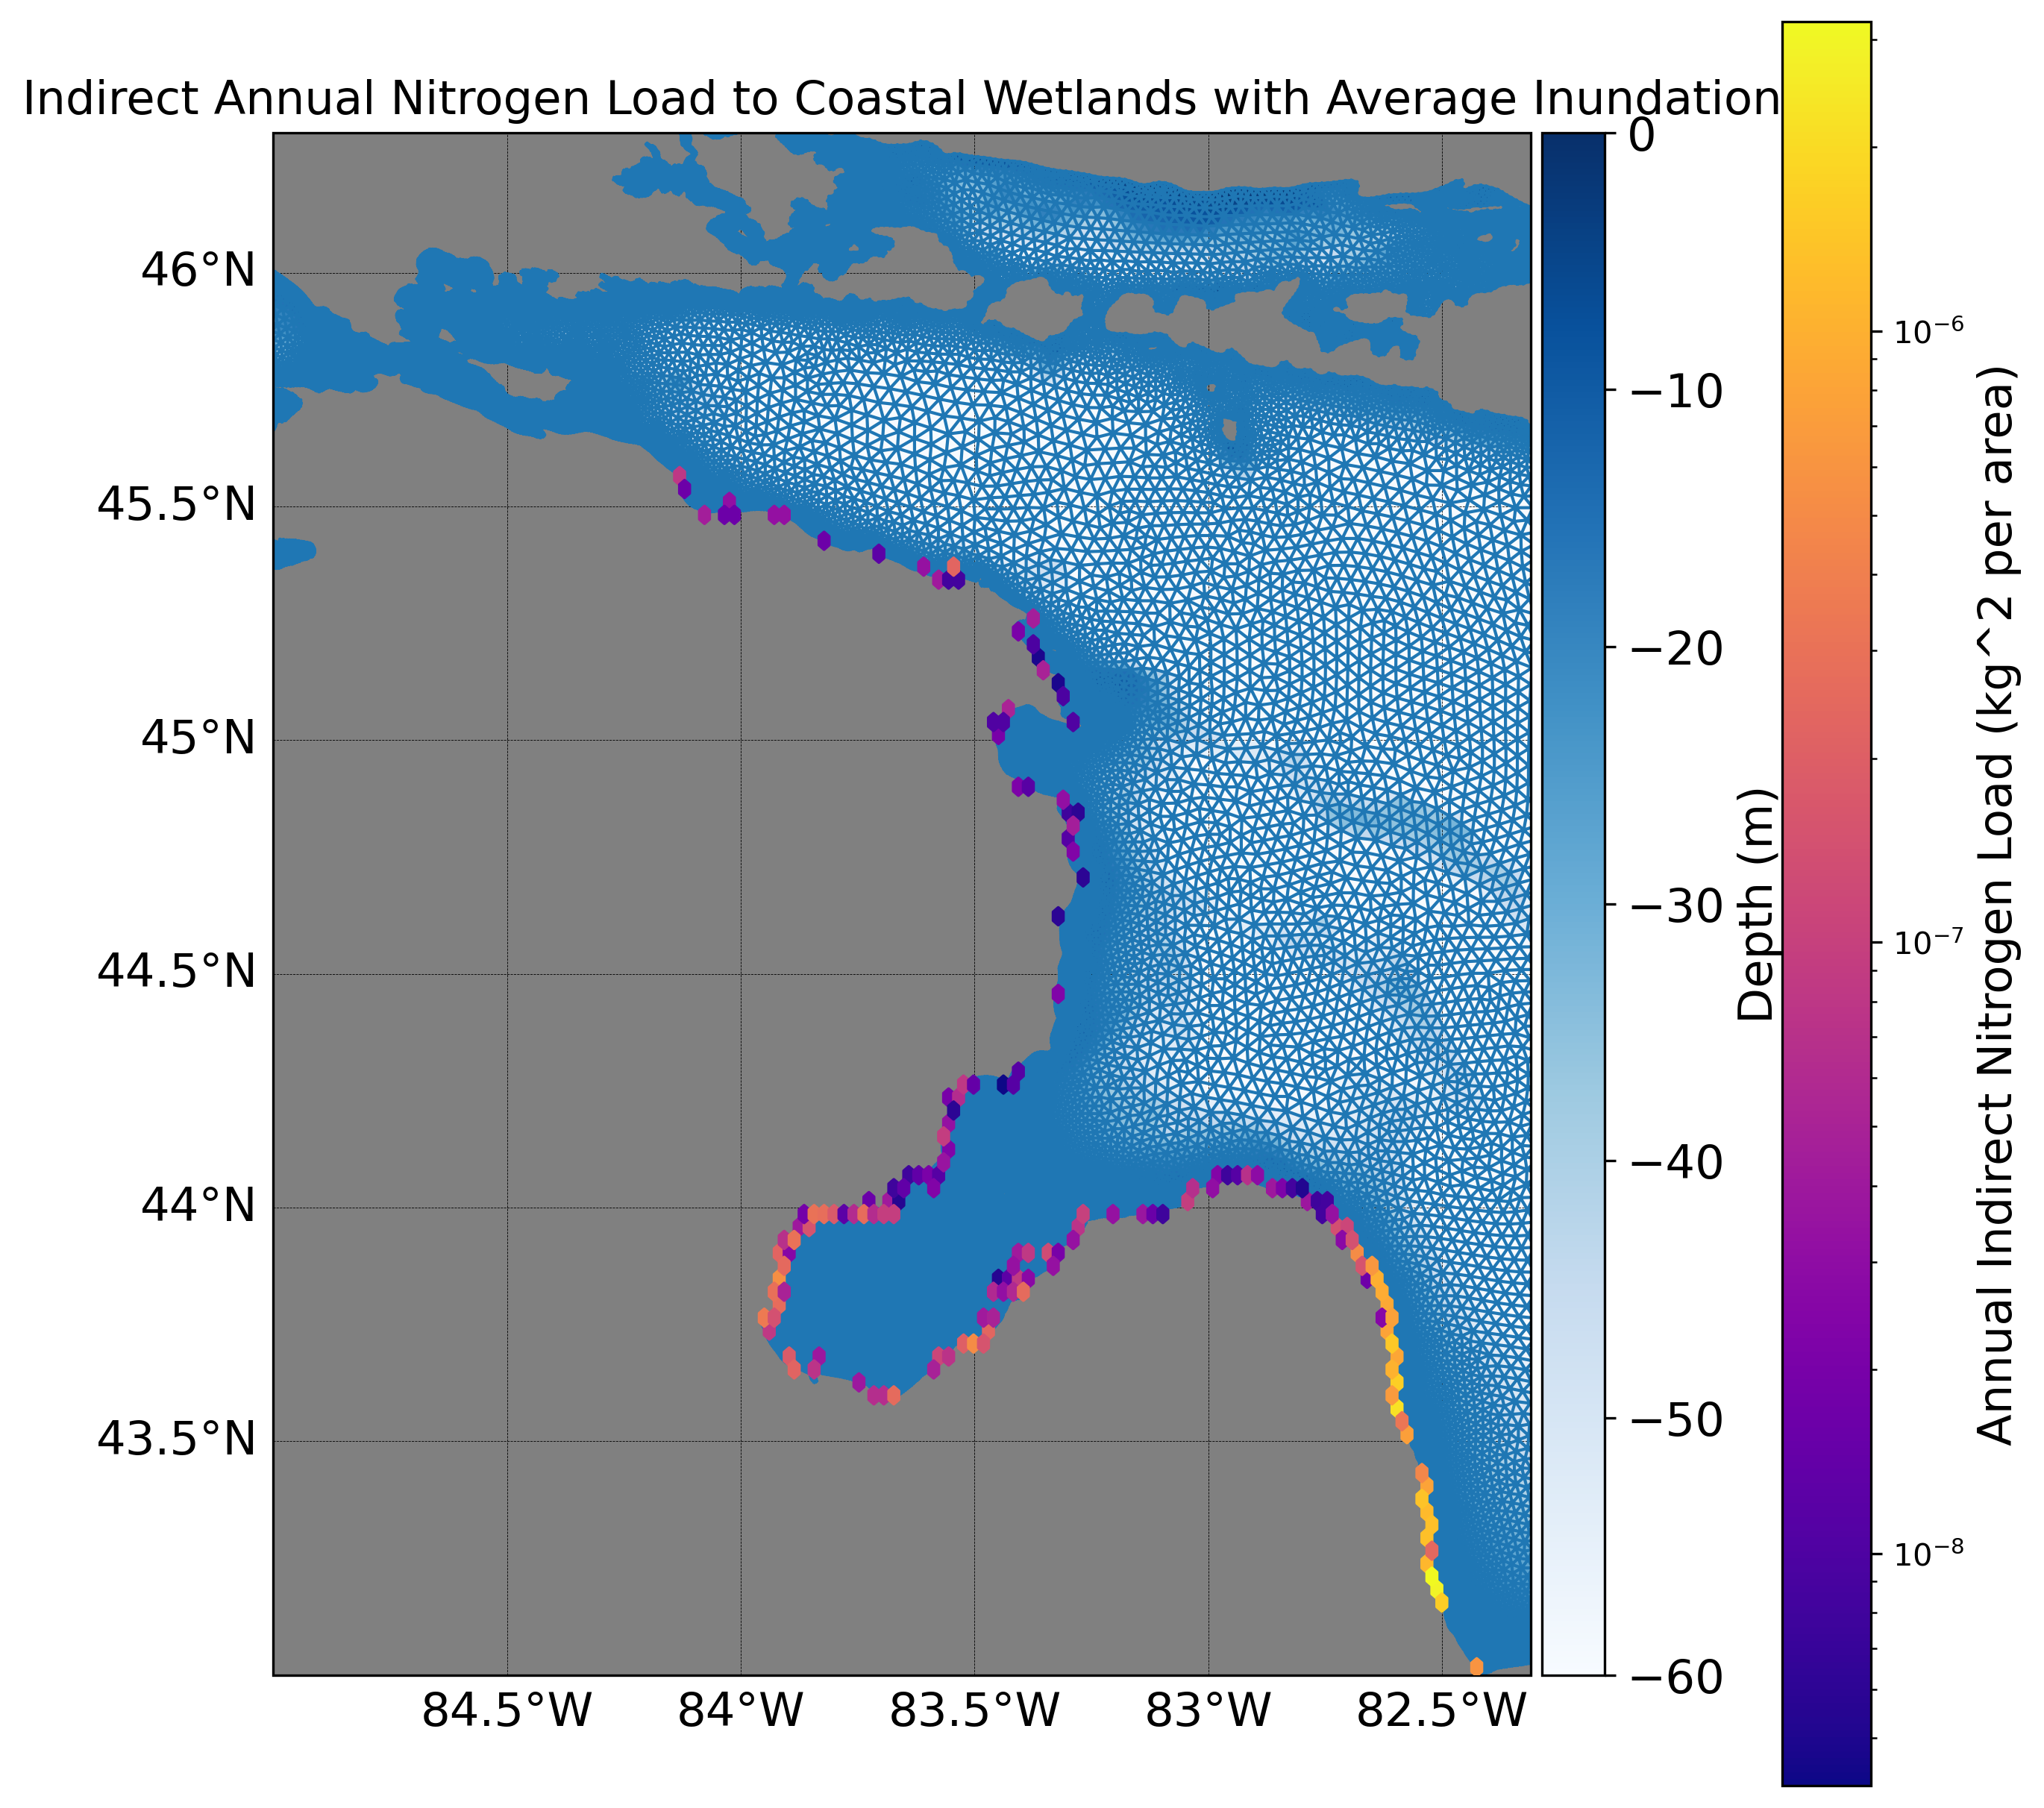 Indirect Annual Nitrogen Load to Coastal Wetlands with Average Inundation
46°N
45.5°N
45°N
44.5°N
44°N
43.5°N
84.5°W
84°W
83.5°W
83°W
82.5°W
0
−10
−20
−30
−40
−50
−60
Depth (m)
10⁻⁶
10⁻⁷
10⁻⁸
Annual Indirect Nitrogen Load (kg^2 per area)